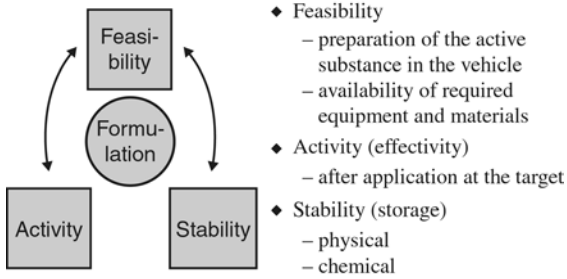 Feasi-
bility
Formu-
lation
Activity
Stability
◆ Feasibility
– preparation of the active
substance in the vehicle
– availability of required
equipment and materials
◆ Activity (effectivity)
– after application at the target
◆ Stability (storage)
– physical
– chemical